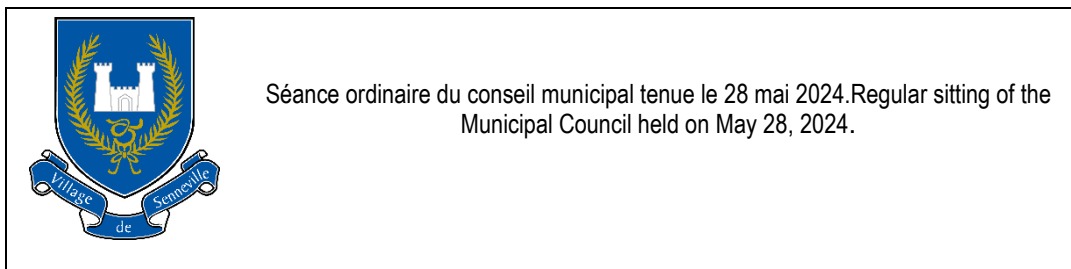 Séance ordinaire du conseil municipal tenue le 28 mai 2024.Regular sitting of the
Municipal Council held on May 28, 2024.
Village
de
Senneville